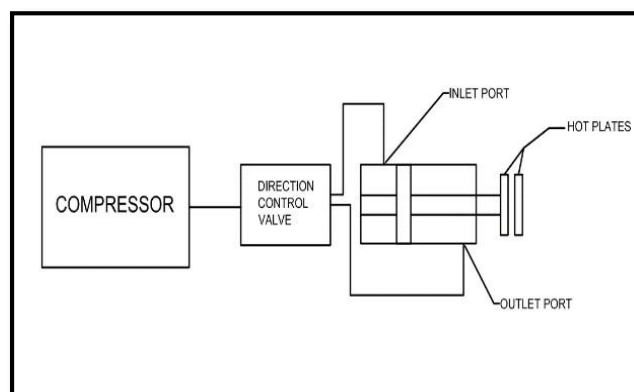 INLET PORT
HOT PLATES
COMPRESSOR
DIRECTION
CONTROL
VALVE
OUTLET PORT